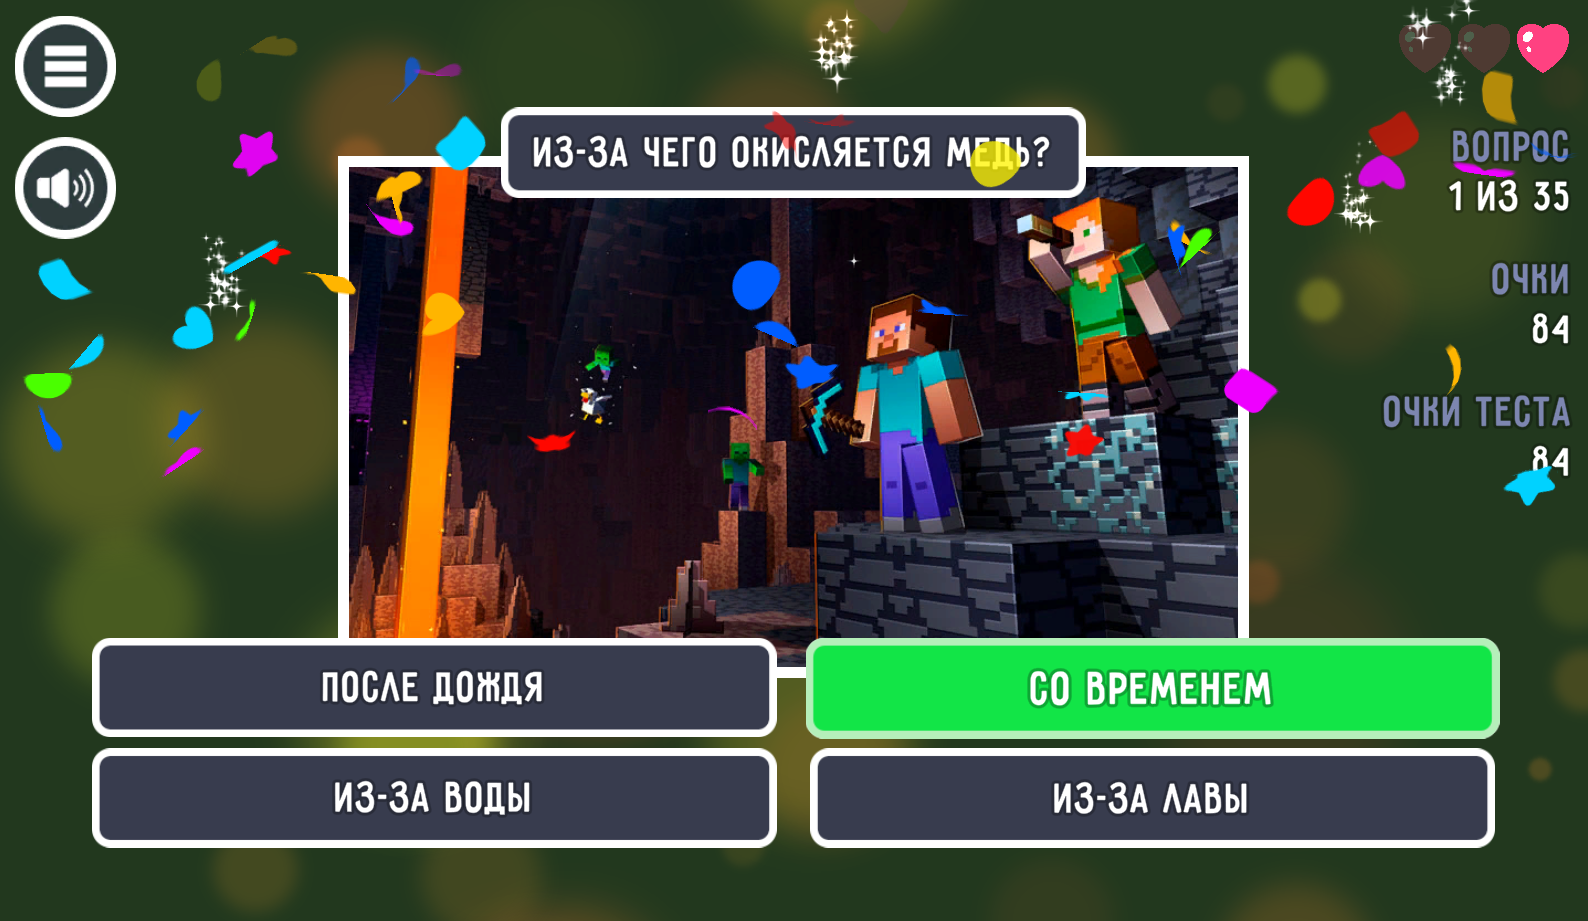 ИЗ-ЗА ЧЕГО ОКИСЛЯЕТСЯ МЕДЬ?
ВОПРОС
1 ИЗ 35
ОЧКИ
84
ОЧКИ ТЕСТА
84
ПОСЛЕ ДОЖДЯ
СО ВРЕМЕНЕМ
ИЗ-ЗА ВОДЫ
ИЗ-ЗА ЛАВЫ